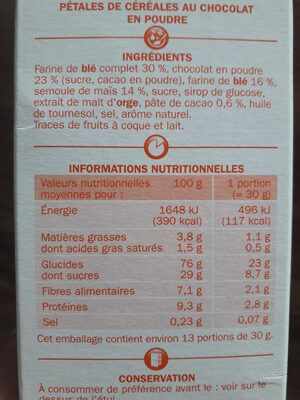 PÉTALES DE CÉRÉALES AU CHOCOLAT
EN POUDRE
INGRÉDIENTS
Farine de blé complet 30 %, chocolat en poudre
23 % (sucre, cacao en poudre), farine de blé 16 %,
semoule de maïs 14 %, sucre, sirop de glucose,
extrait de malt d'orge, pâte de cacao 0,6 %, huile
de tournesol, sel, arôme naturel.
Traces de fruits à coque et lait.
INFORMATIONS NUTRITIONNELLES
Valeurs nutritionnelles 100 g 1 portion
moyennes pour : (= 30 g)
Énergie 1648 kJ 496 kJ
(390 kcal) (117 kcal)
Matières grasses 3,8 g 1,1 g
dont acides gras saturés 1,5 g 0,5 g
Glucides 76 g 23 g
dont sucres 29 g 8,7 g
Fibres alimentaires 7,1 g 2,1 g
Protéines 9,3 g 2,8 g
Sel 0,23 g 0,07 g
Cet emballage contient environ 13 portions de 30 g.
CONSERVATION
À consommer de préférence avant le : voir sur le
dessus de l'étui